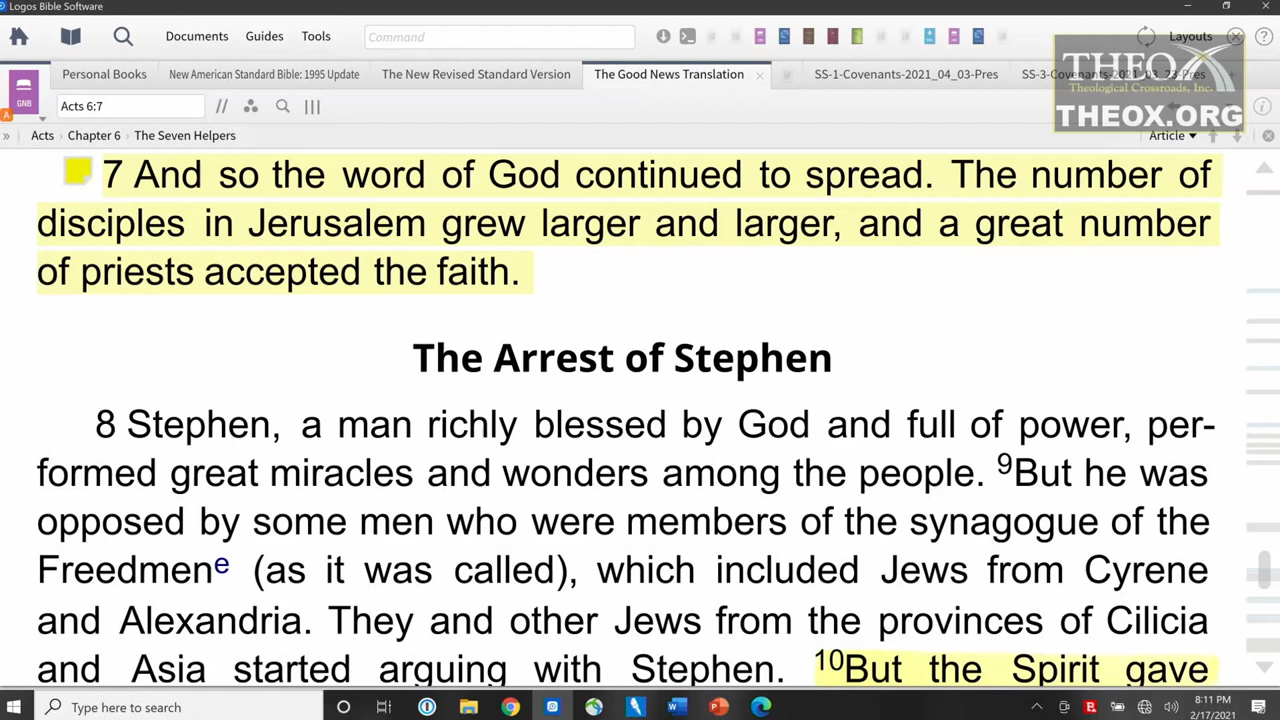 Logos Bible Software
Documents Guides Tools Command Layouts
Personal Books New American Standard Bible: 1995 Update The New Revised Standard Version The Good News Translation SS-1-Covenants-2021_04_03-Pres
THEOX
Theological Crossroads, Inc.
THEOX.ORG
GNB
A
Acts 6:7
» Acts › Chapter 6 › The Seven Helpers Article
7 And so the word of God continued to spread. The number of
disciples in Jerusalem grew larger and larger, and a great number
of priests accepted the faith.
The Arrest of Stephen
8 Stephen, a man richly blessed by God and full of power, per-
formed great miracles and wonders among the people. 9But he was
opposed by some men who were members of the synagogue of the
Freedmene (as it was called), which included Jews from Cyrene
and Alexandria. They and other Jews from the provinces of Cilicia
and Asia started arguing with Stephen. 10But the Spirit gave
Type here to search
8:11 PM
2/17/2021